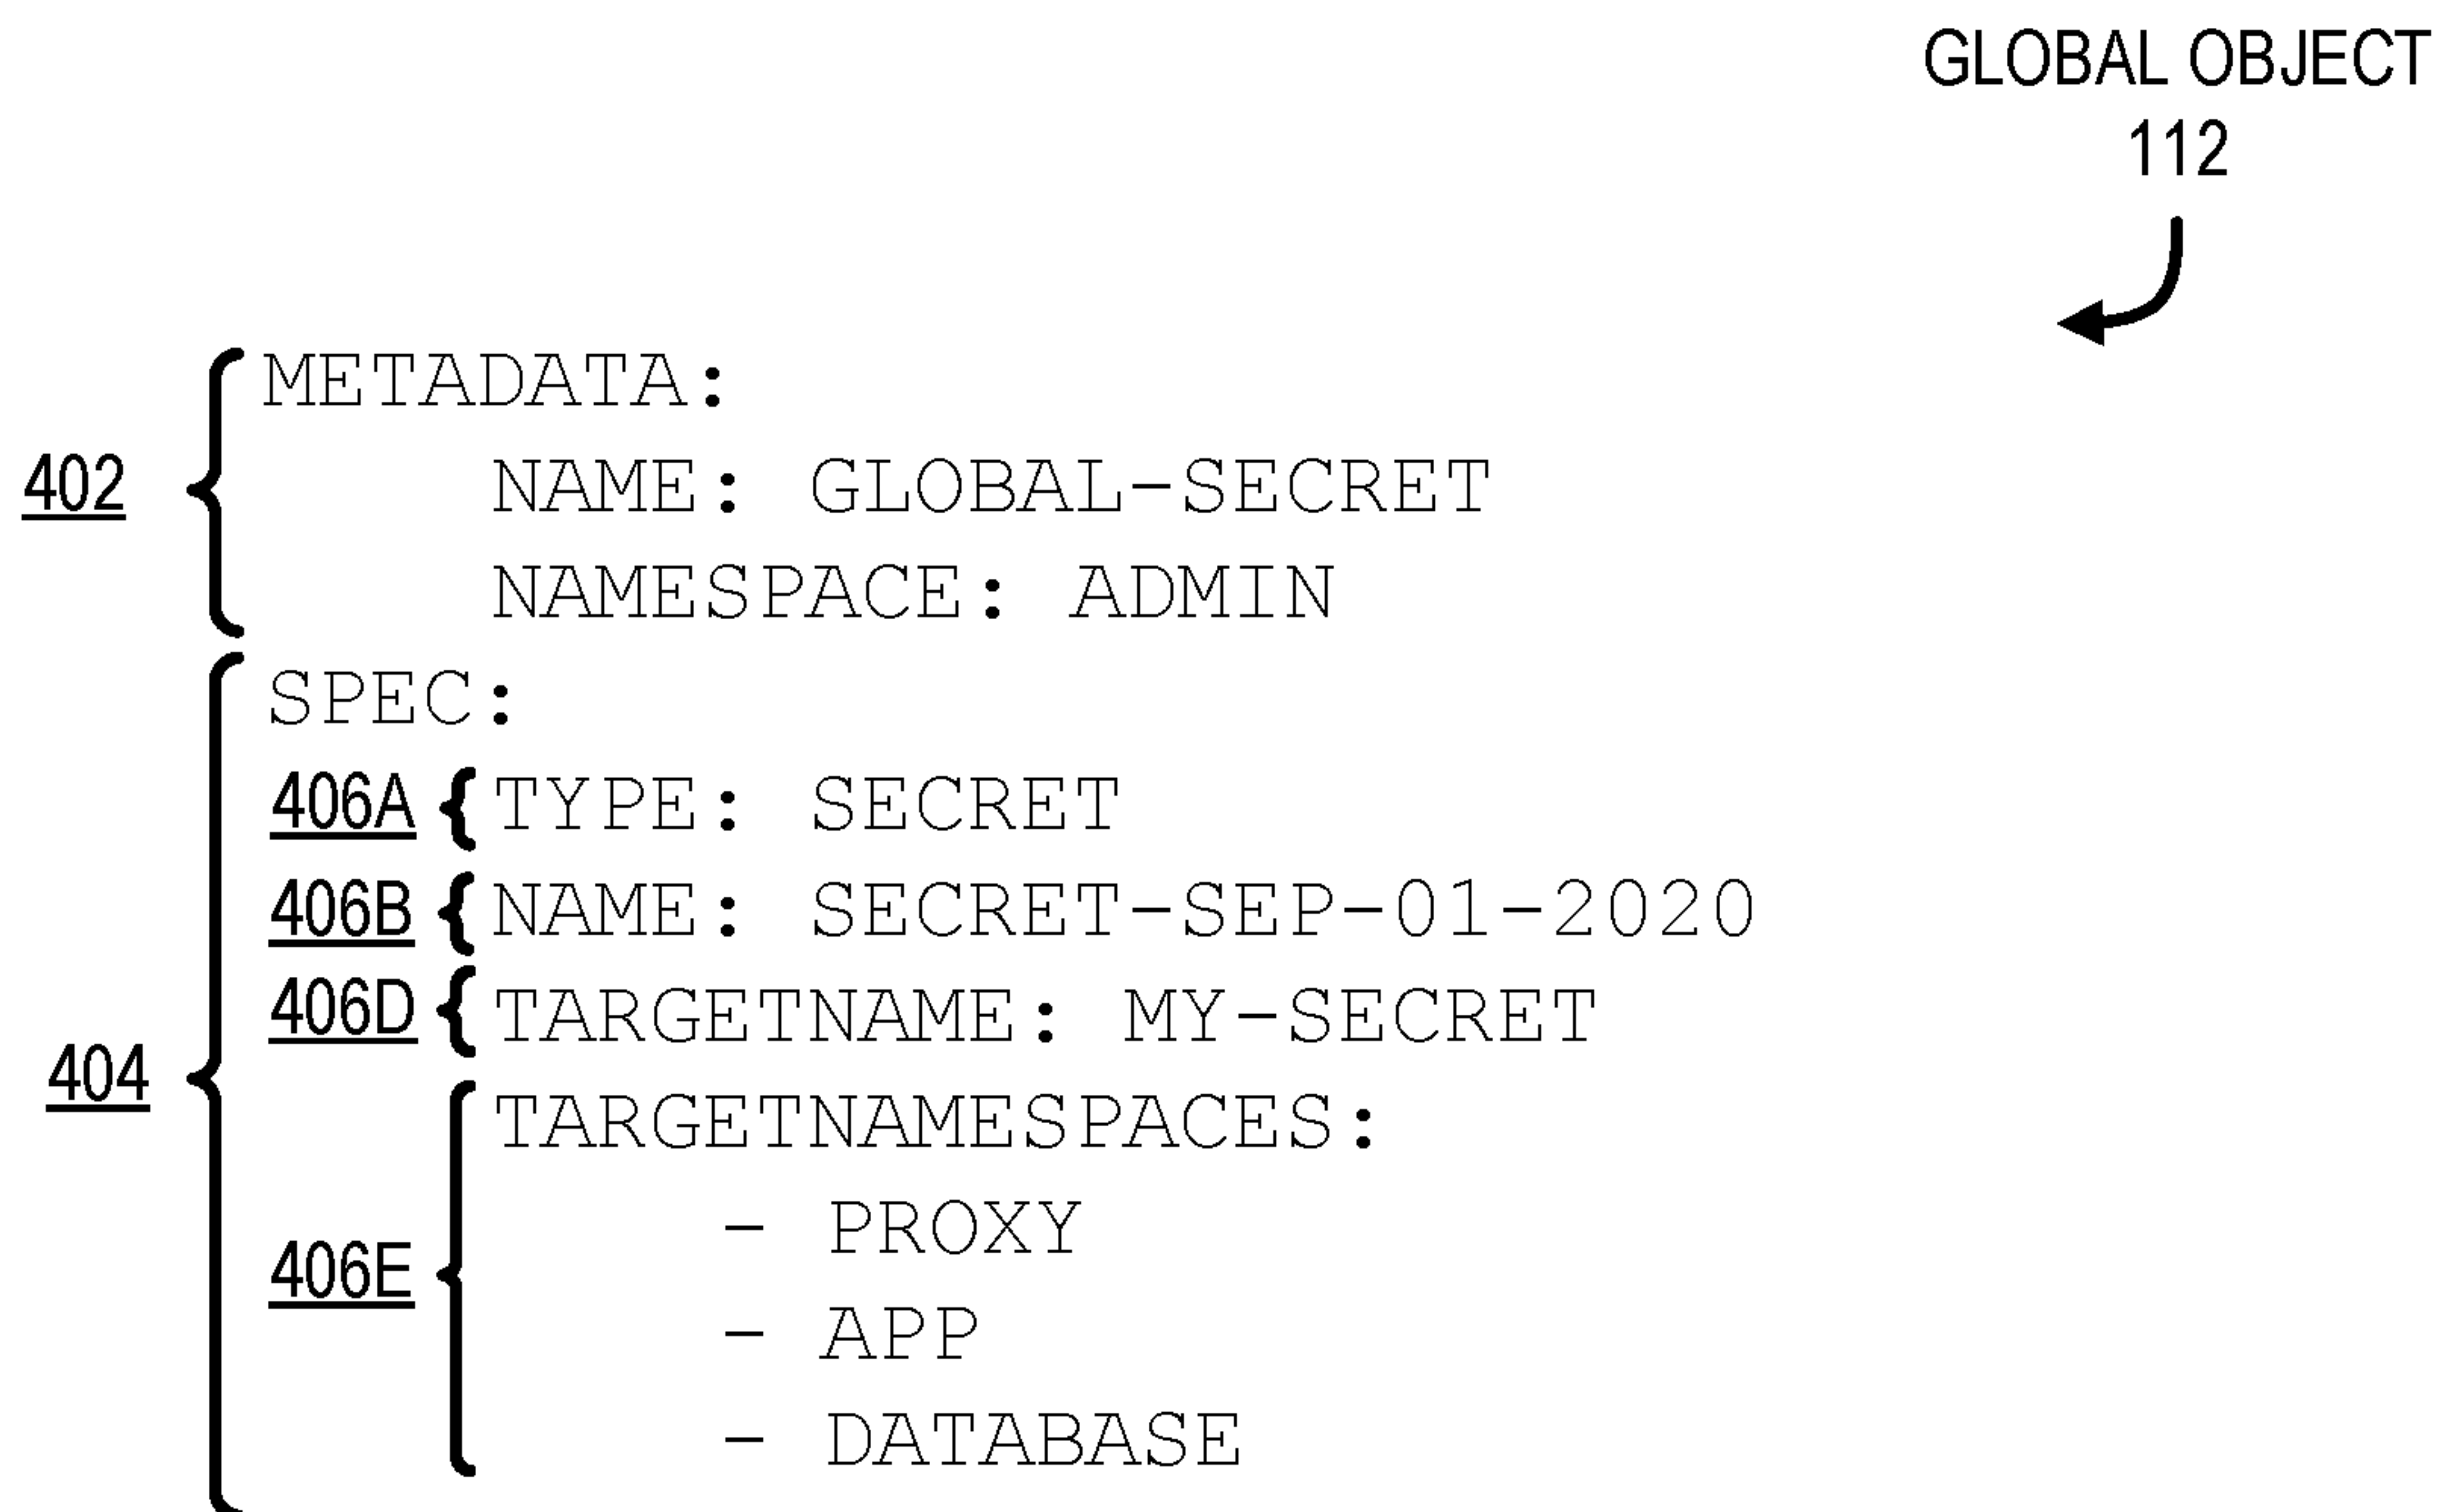 GLOBAL OBJECT
112
METADATA:
402
NAME: GLOBAL-SECRET
NAMESPACE: ADMIN
SPEC:
406A { TYPE: SECRET
406B { NAME: SECRET-SEP-01-2020
406D { TARGETNAME: MY-SECRET
404
406E
TARGETNAMESPACES:
- PROXY
- APP
- DATABASE